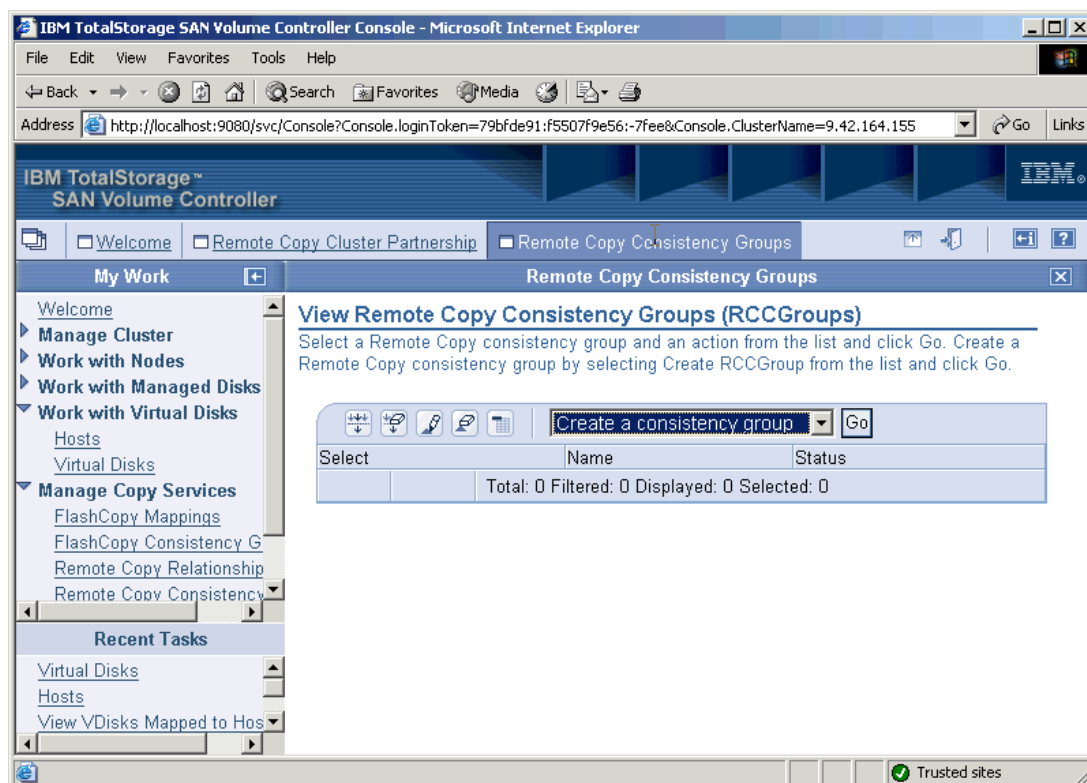 IBM TotalStorage SAN Volume Controller Console - Microsoft Internet Explorer
File Edit View Favorites Tools Help
Back Search Favorites Media
Address http://localhost:9080/svc/Console?Console.loginToken=79bfde91:f5507f9e56:-7fee&Console.ClusterName=9.42.164.155 Go Links
IBM TotalStorage™
SAN Volume Controller
IBM®
Welcome Remote Copy Cluster Partnership Remote Copy Consistency Groups ?
My Work Remote Copy Consistency Groups
Welcome
Manage Cluster
Work with Nodes
Work with Managed Disks
Work with Virtual Disks
Hosts
Virtual Disks
Manage Copy Services
FlashCopy Mappings
FlashCopy Consistency G
Remote Copy Relationship
Remote Copy Consistency
Recent Tasks
Virtual Disks
Hosts
View VDisks Mapped to Hos
View Remote Copy Consistency Groups (RCCGroups)
Select a Remote Copy consistency group and an action from the list and click Go. Create a
Remote Copy consistency group by selecting Create RCCGroup from the list and click Go.
Create a consistency group Go
Select Name Status
Total: 0 Filtered: 0 Displayed: 0 Selected: 0
Trusted sites